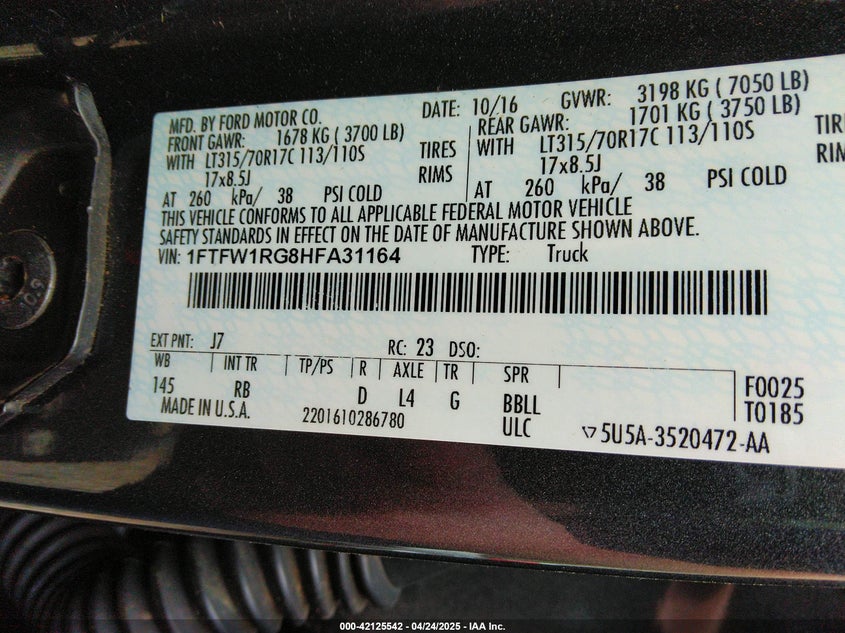 MFD. BY FORD MOTOR CO. DATE: 10/16 GVWR: 3198 KG ( 7050 LB)
FRONT GAWR: 1678 KG ( 3700 LB) REAR GAWR: 1701 KG ( 3750 LB)
WITH LT315/70R17C 113/110S TIRES WITH LT315/70R17C 113/110S TIR
17x8.5J RIMS 17x8.5J RIM
AT 260 kPa/ 38 PSI COLD AT 260 kPa/ 38 PSI COLD
THIS VEHICLE CONFORMS TO ALL APPLICABLE FEDERAL MOTOR VEHICLE
SAFETY STANDARDS IN EFFECT ON THE DATE OF MANUFACTURE SHOWN ABOVE.
VIN: 1FTFW1RG8HFA31164 TYPE: Truck
EXT PNT: J7 RC: 23 DSO:
WB INT TR TP/PS R AXLE TR SPR F0025
145 RB D L4 G BBLL T0185
MADE IN U.S.A. 2201610286780 ULC 5U5A-3520472-AA
000-42125542 - 04/24/2025 - IAA Inc.